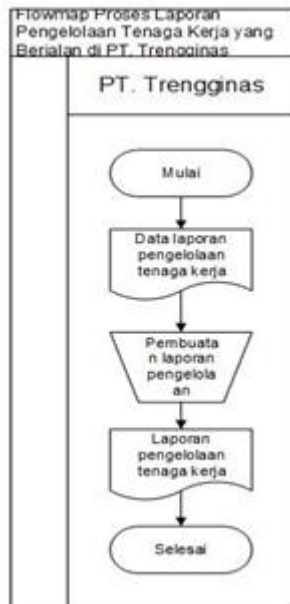 Flowmap Proses Laporan
Pengelolaan Tenaga Kerja yang
Berjalan di PT. Trengginas
PT. Trengginas
Mulai
Data laporan
pengelolaan
tenaga kerja
Pembuata
n laporan
pengelola
an
Laporan
pengelolaan
tenaga kerja
Selesai